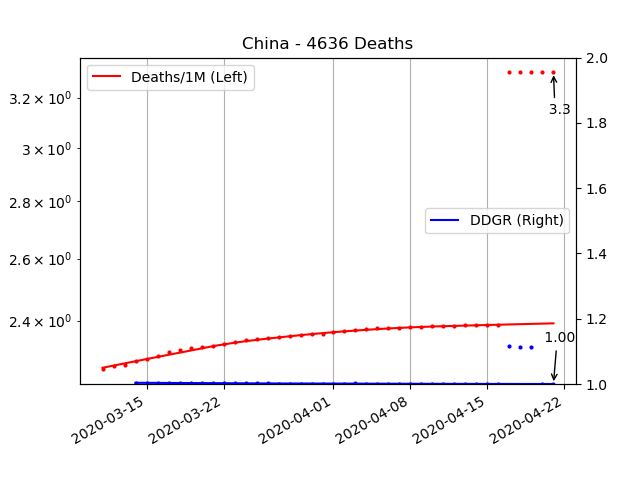 China - 4636 Deaths
Deaths/1M (Left)
DDGR (Right)
3.2 × 10⁰
3 × 10⁰
2.8 × 10⁰
2.6 × 10⁰
2.4 × 10⁰
2.0
1.8
1.6
1.4
1.2
1.0
3.3
1.00
2020-03-15
2020-03-22
2020-04-01
2020-04-08
2020-04-15
2020-04-22